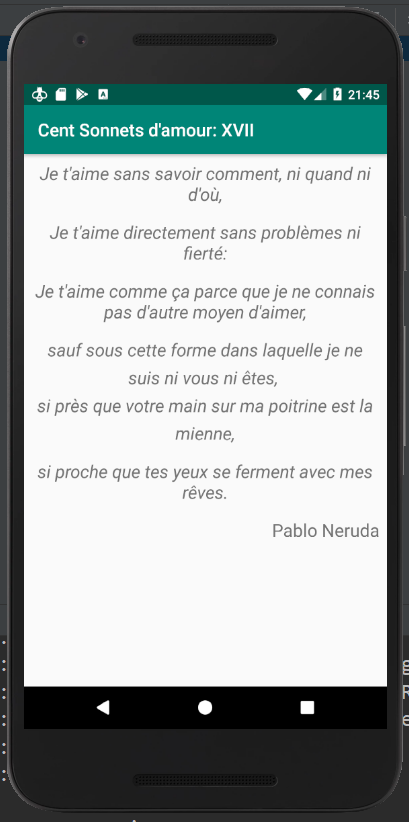 21:45
Cent Sonnets d'amour: XVII
Je t'aime sans savoir comment, ni quand ni
d'où,
Je t'aime directement sans problèmes ni
fierté:
Je t'aime comme ça parce que je ne connais
pas d'autre moyen d'aimer,
sauf sous cette forme dans laquelle je ne
suis ni vous ni êtes,
si près que votre main sur ma poitrine est la
mienne,
si proche que tes yeux se ferment avec mes
rêves.
Pablo Neruda